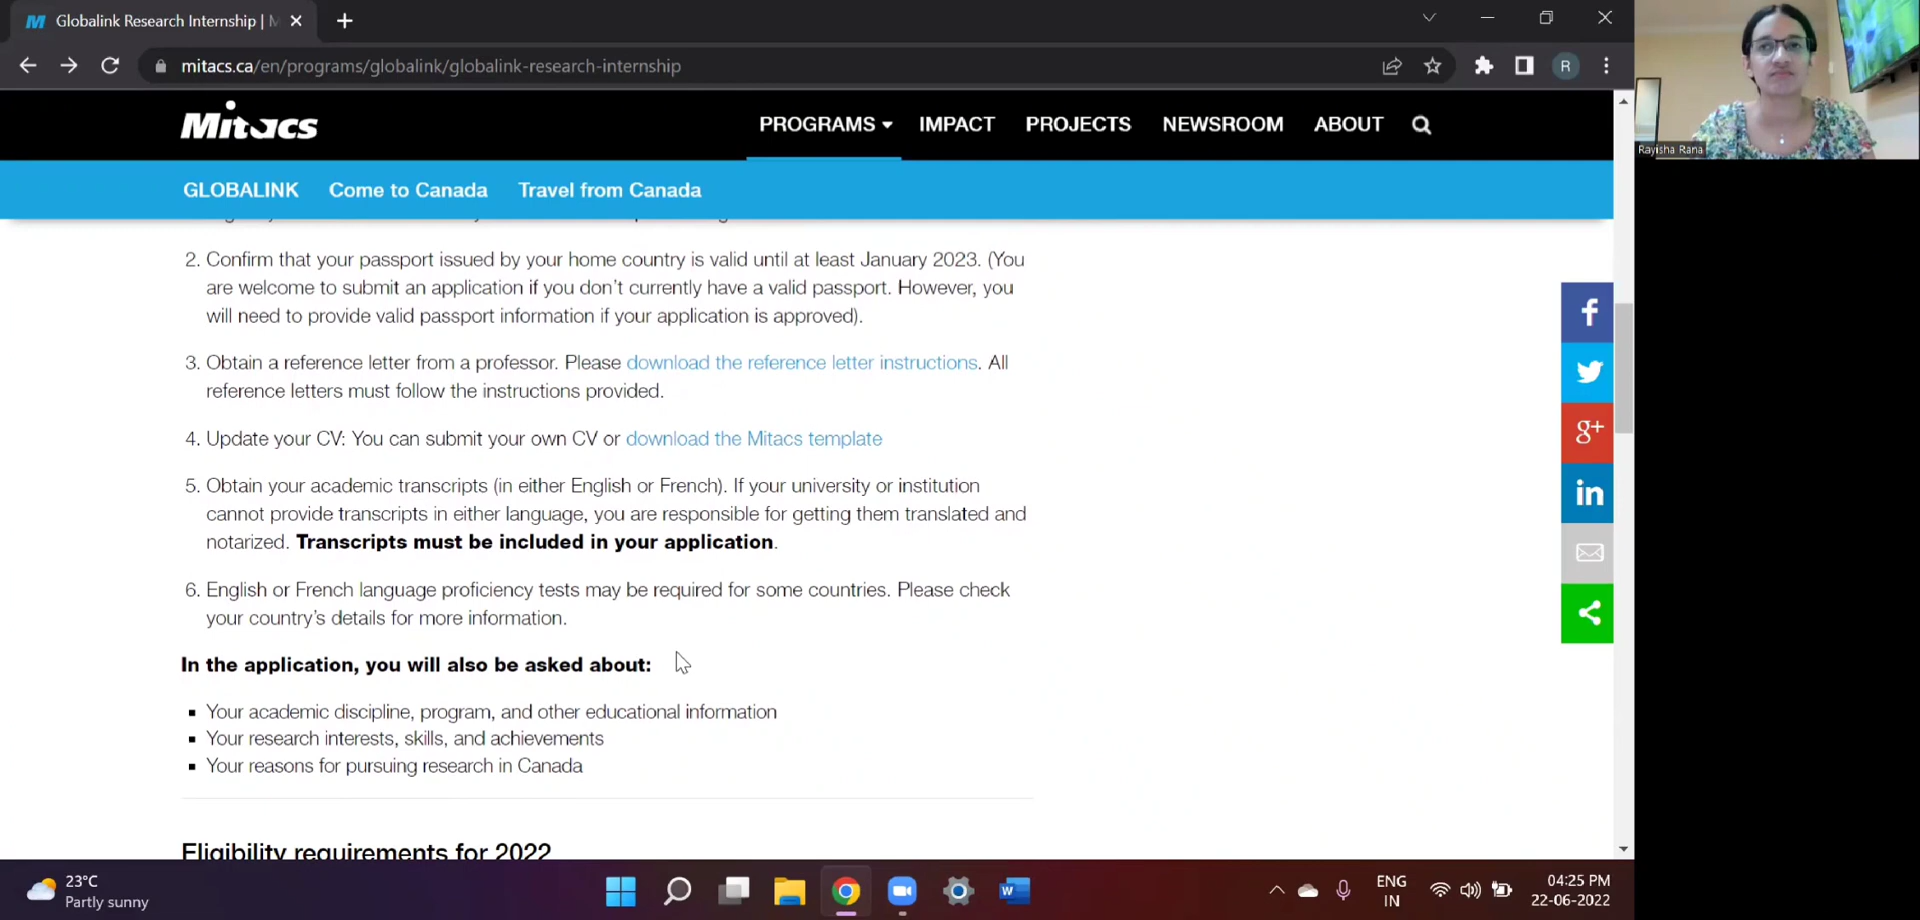 Globalink Research Internship | M
mitacs.ca/en/programs/globalink/globalink-research-internship
R
Rayisha Rana
Mitacs
PROGRAMS IMPACT PROJECTS NEWSROOM ABOUT
GLOBALINK Come to Canada Travel from Canada
2. Confirm that your passport issued by your home country is valid until at least January 2023. (You
are welcome to submit an application if you don't currently have a valid passport. However, you
will need to provide valid passport information if your application is approved).
3. Obtain a reference letter from a professor. Please download the reference letter instructions. All
reference letters must follow the instructions provided.
4. Update your CV: You can submit your own CV or download the Mitacs template
5. Obtain your academic transcripts (in either English or French). If your university or institution
cannot provide transcripts in either language, you are responsible for getting them translated and
notarized. Transcripts must be included in your application.
6. English or French language proficiency tests may be required for some countries. Please check
your country's details for more information.
In the application, you will also be asked about:
▪ Your academic discipline, program, and other educational information
▪ Your research interests, skills, and achievements
▪ Your reasons for pursuing research in Canada
Eligibility requirements for 2022
f
g+
in
23°C
Partly sunny
W
ENG
IN
04:25 PM
22-06-2022